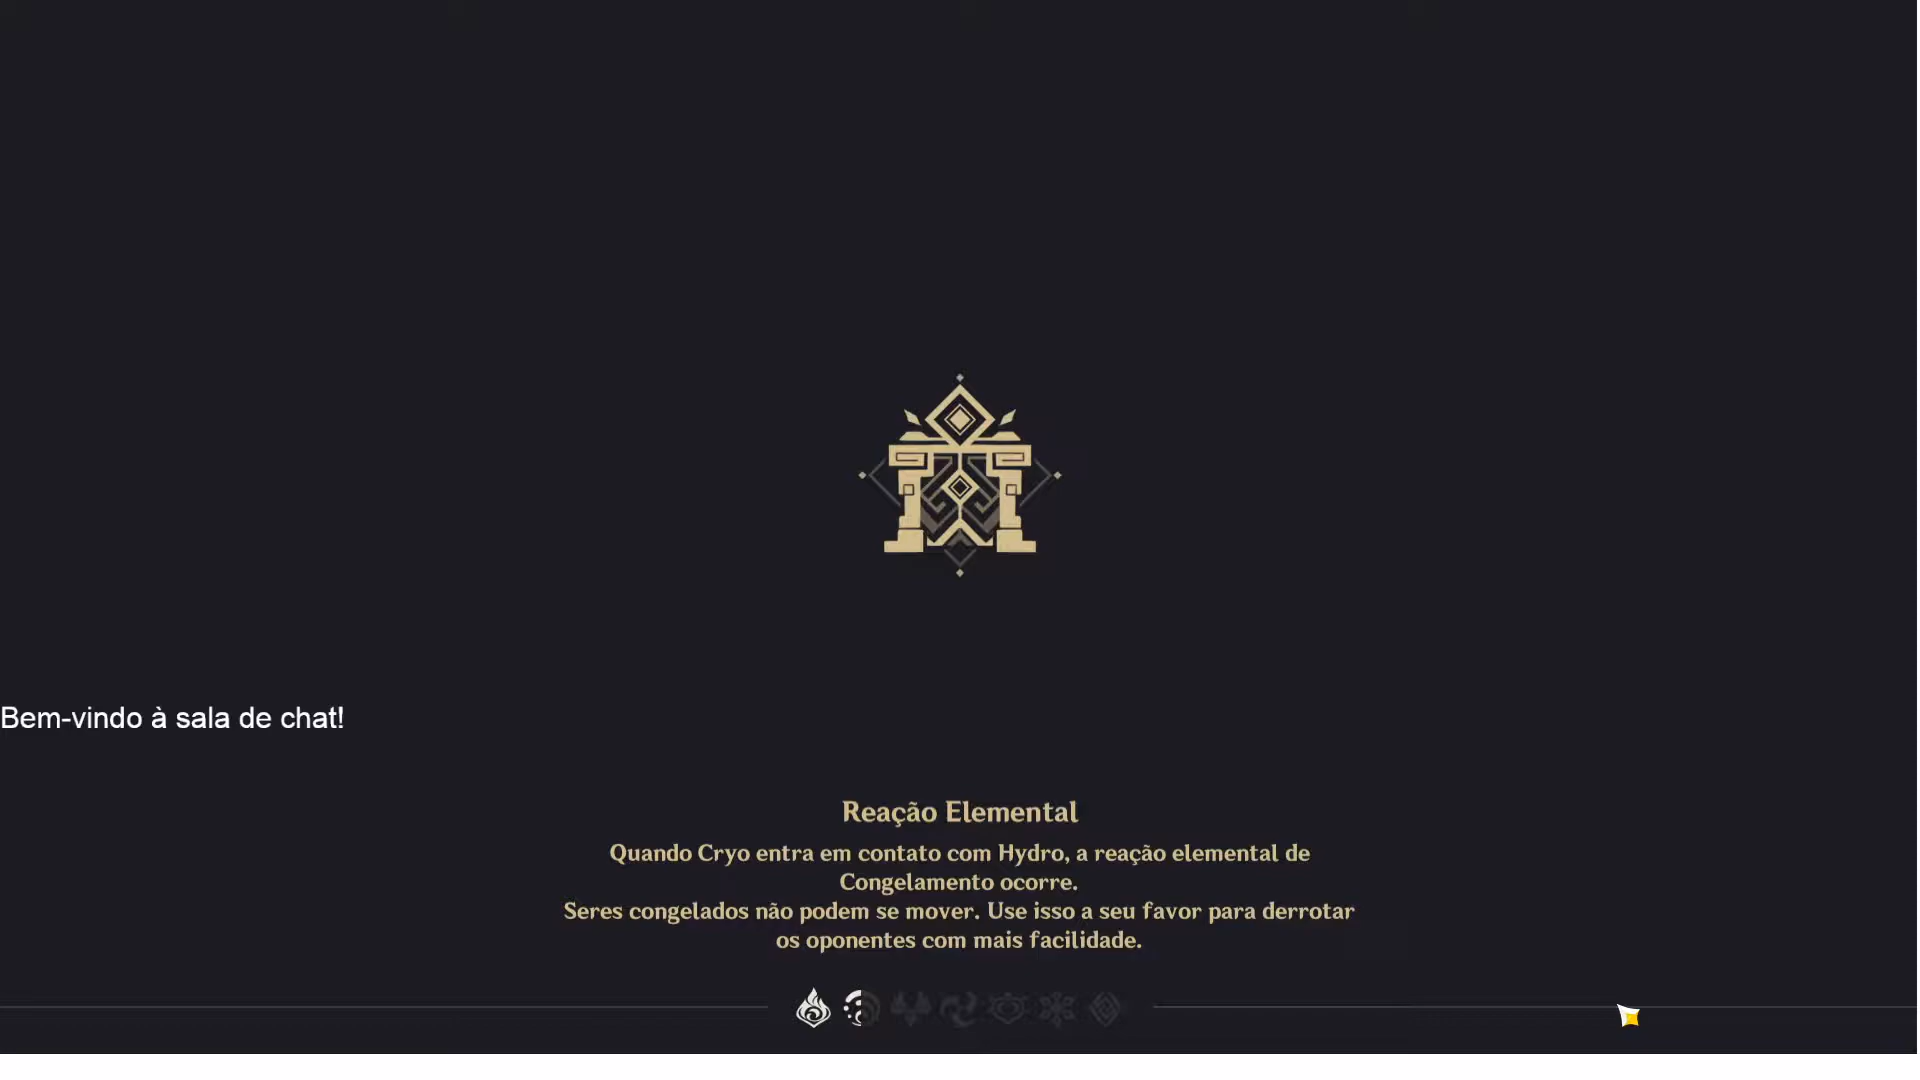 Bem-vindo à sala de chat!
Reação Elemental
Quando Cryo entra em contato com Hydro, a reação elemental de
Congelamento ocorre.
Seres congelados não podem se mover. Use isso a seu favor para derrotar
os oponentes com mais facilidade.